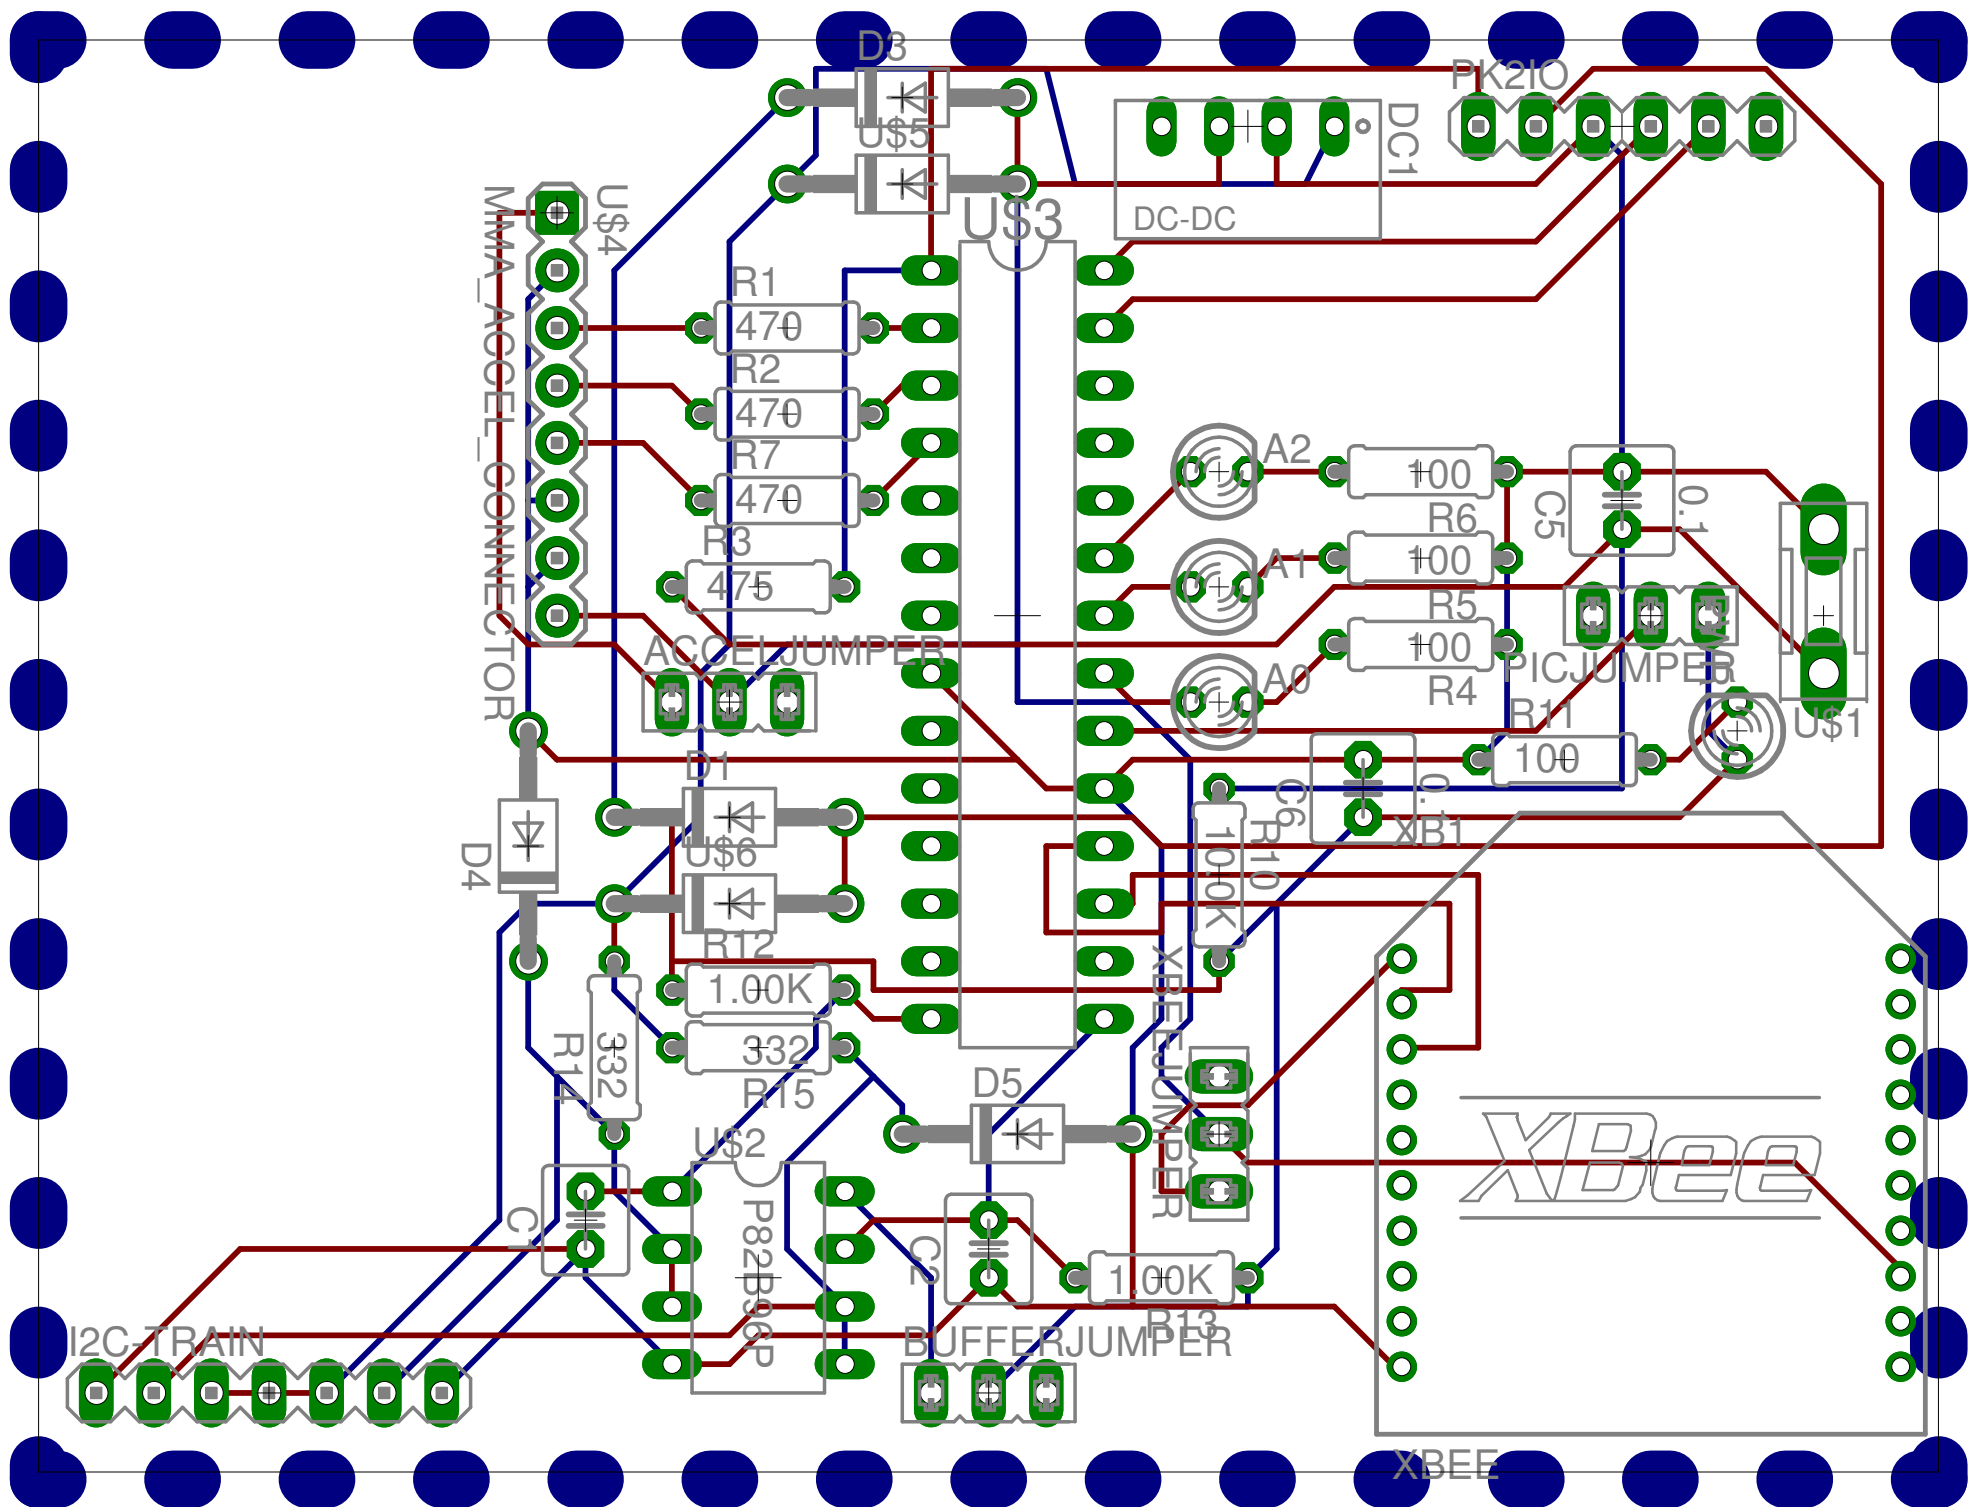 D3
PK2IO
U$5
DC1
DC-DC
U$4
MMA_ACCEL_CONNECTOR
U$3
R1
470
R2
470
R7
470
R3
475
ACCELJUMPER
A2
100
R6
C5
0.1
A1
100
R5
A0
100
R4
PICJUMPER
U$1
R11
100
D1
U$6
D4
C6
0.1
XB1
R10
10.0K
R12
1.00K
332
R15
R14
332
XBEEJUMPER
D5
U$2
P82B96P
C1
C2
1.00K
R13
XBee
I2C-TRAIN
BUFFERJUMPER
XBEE